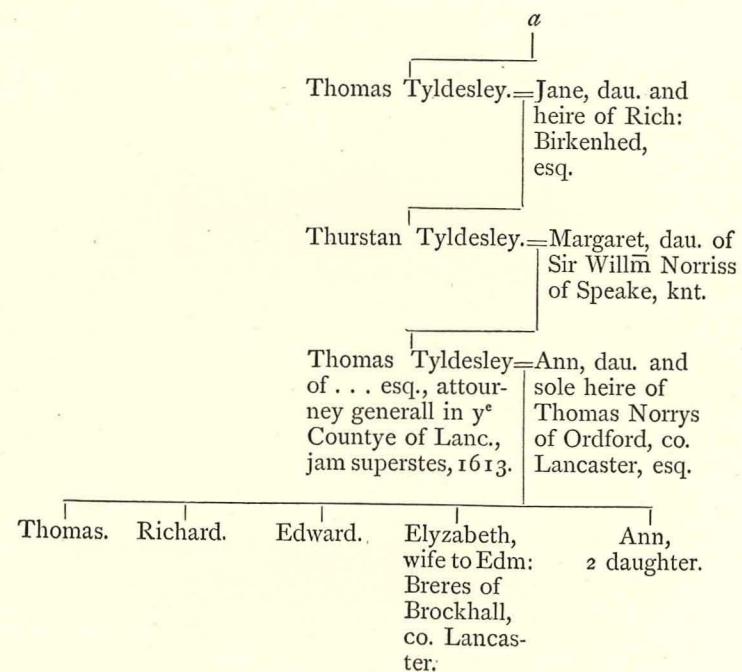 a
Thomas Tyldesley.=Jane, dau. and
heire of Rich:
Birkenhed,
esq.
Thurstan Tyldesley.=Margaret, dau. of
Sir Willm̄ Norriss
of Speake, knt.
Thomas Tyldesley=Ann, dau. and
of . . . esq., attour- sole heire of
ney generall in yᵉ Thomas Norrys
Countye of Lanc., of Ordford, co.
jam superstes, 1613. Lancaster, esq.
Thomas. Richard. Edward. Elyzabeth, Ann,
wife to Edm: 2 daughter.
Breres of
Brockhall,
co. Lancas-
ter.